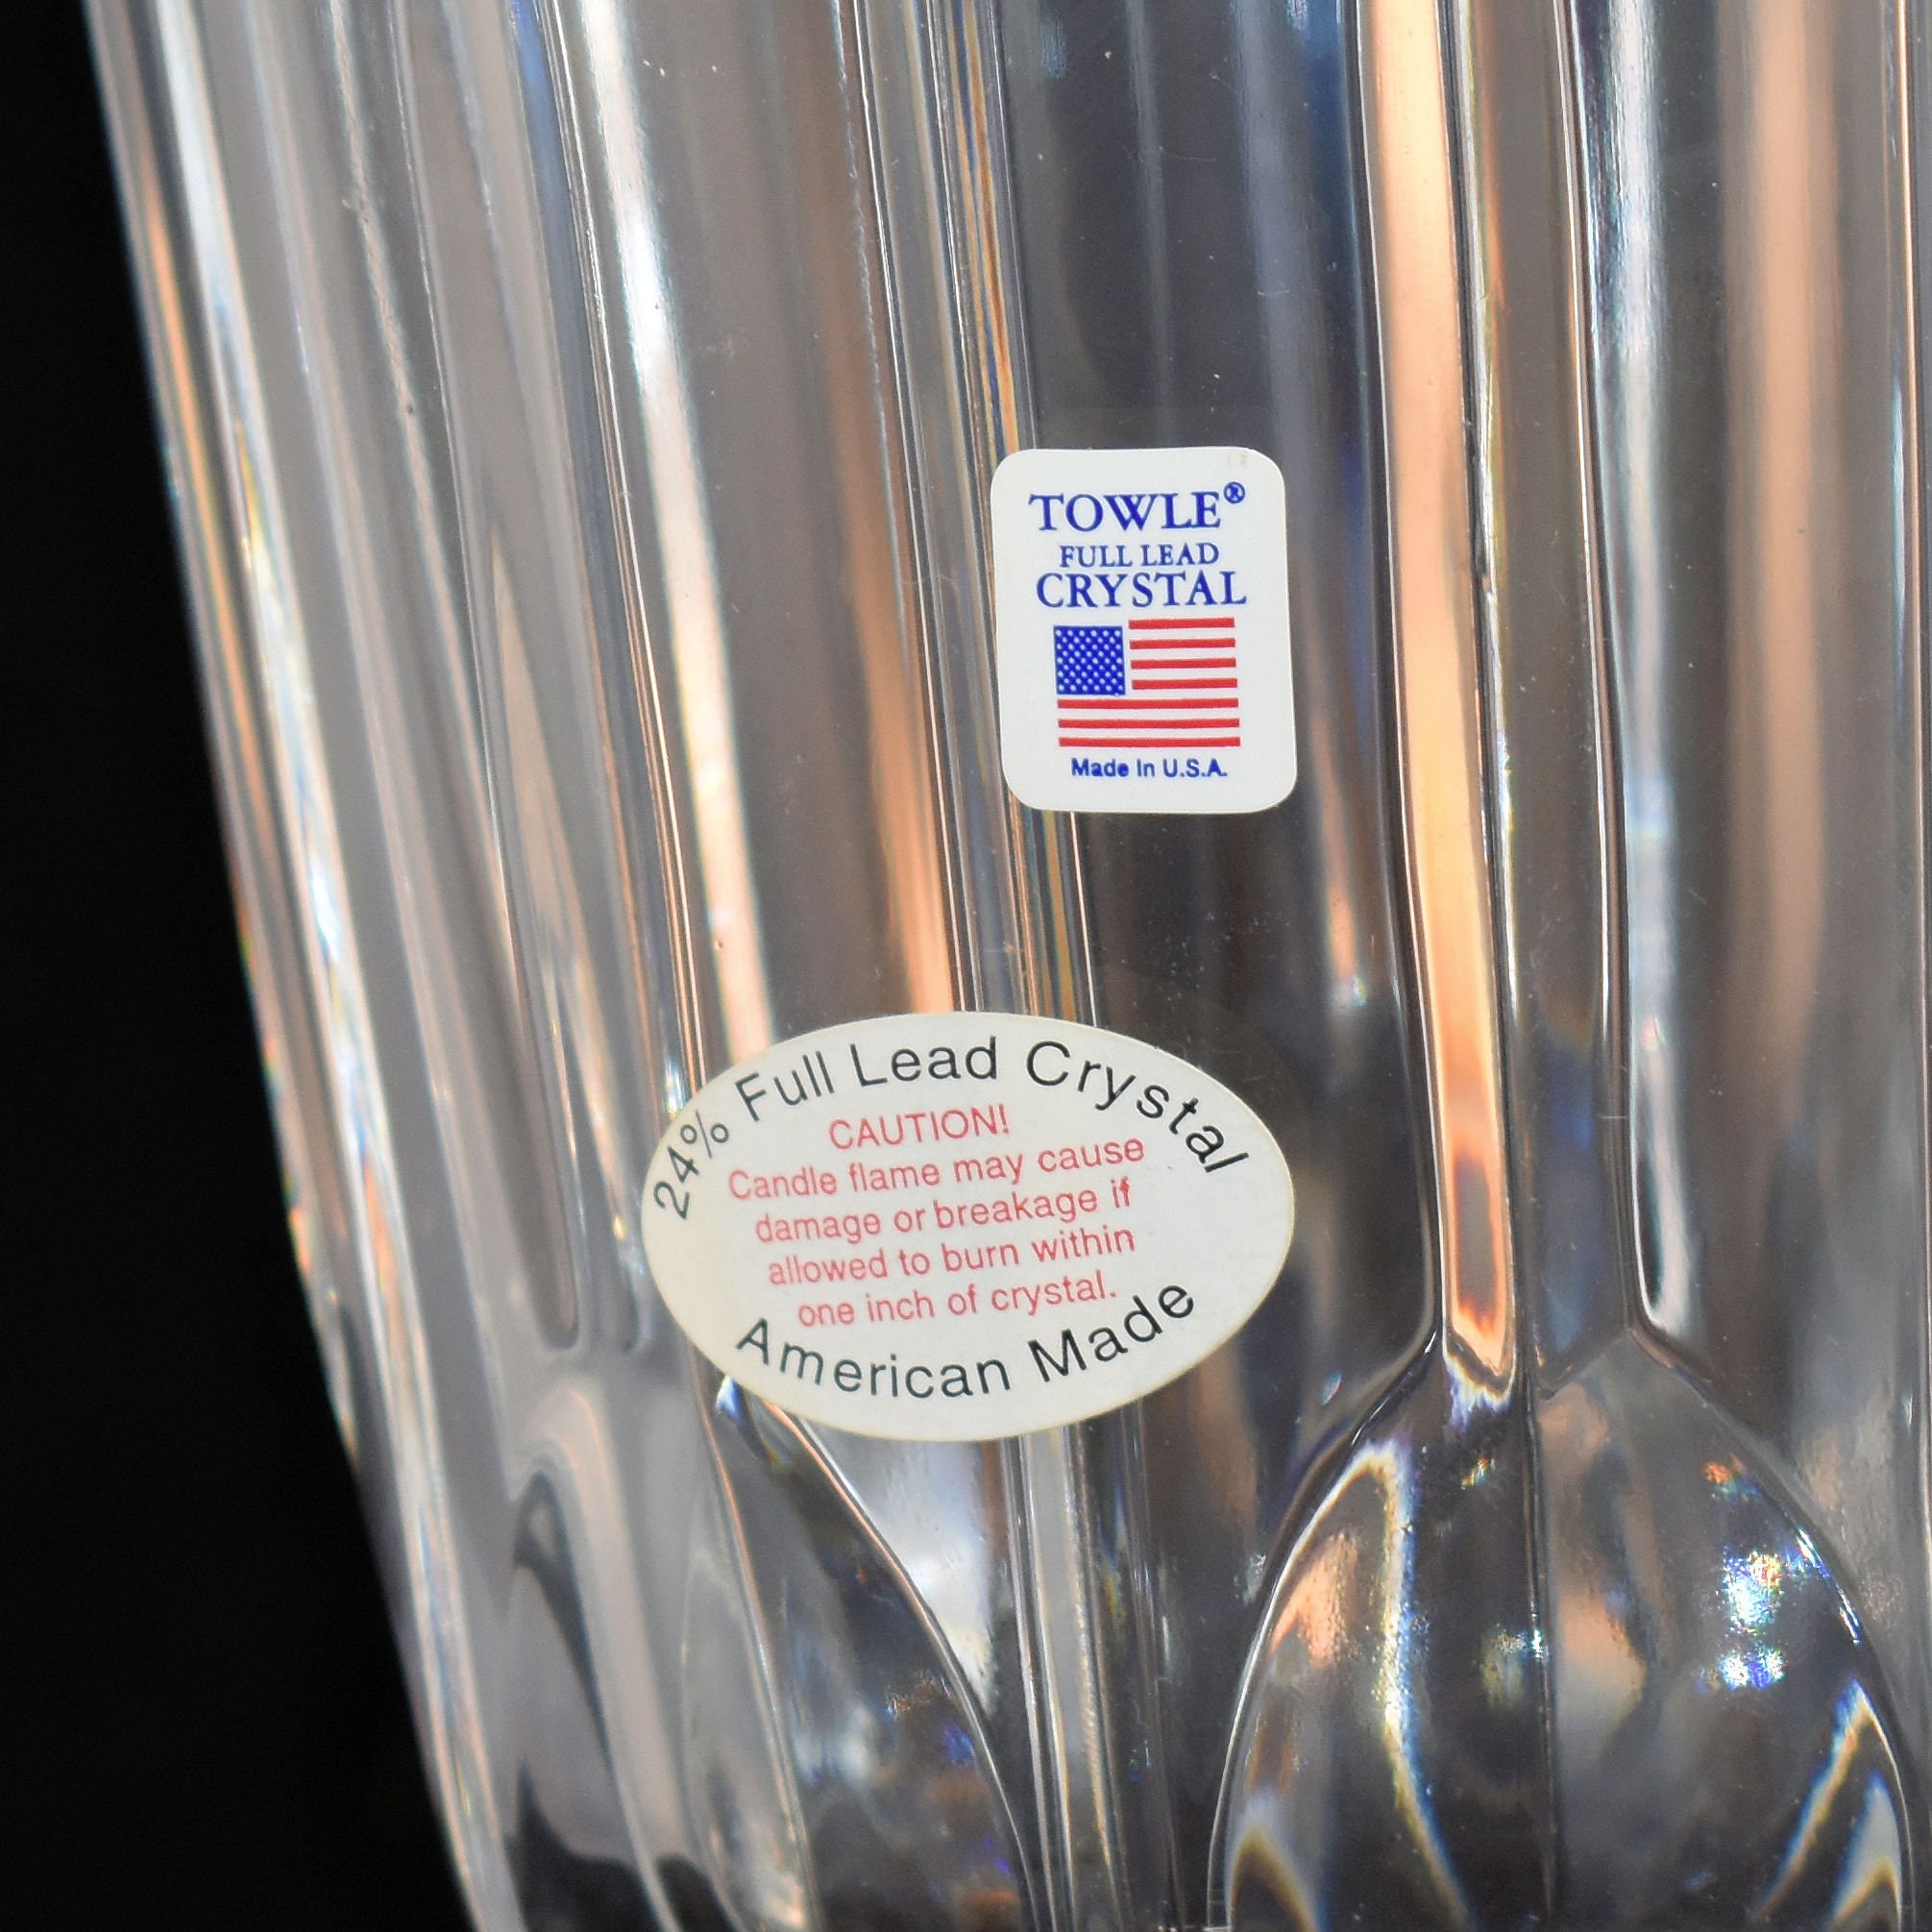 TOWLE®
FULL LEAD
CRYSTAL
Made In U.S.A.
24% Full Lead Crystal
CAUTION!
Candle flame may cause
damage or breakage if
allowed to burn within
one inch of crystal.
American Made